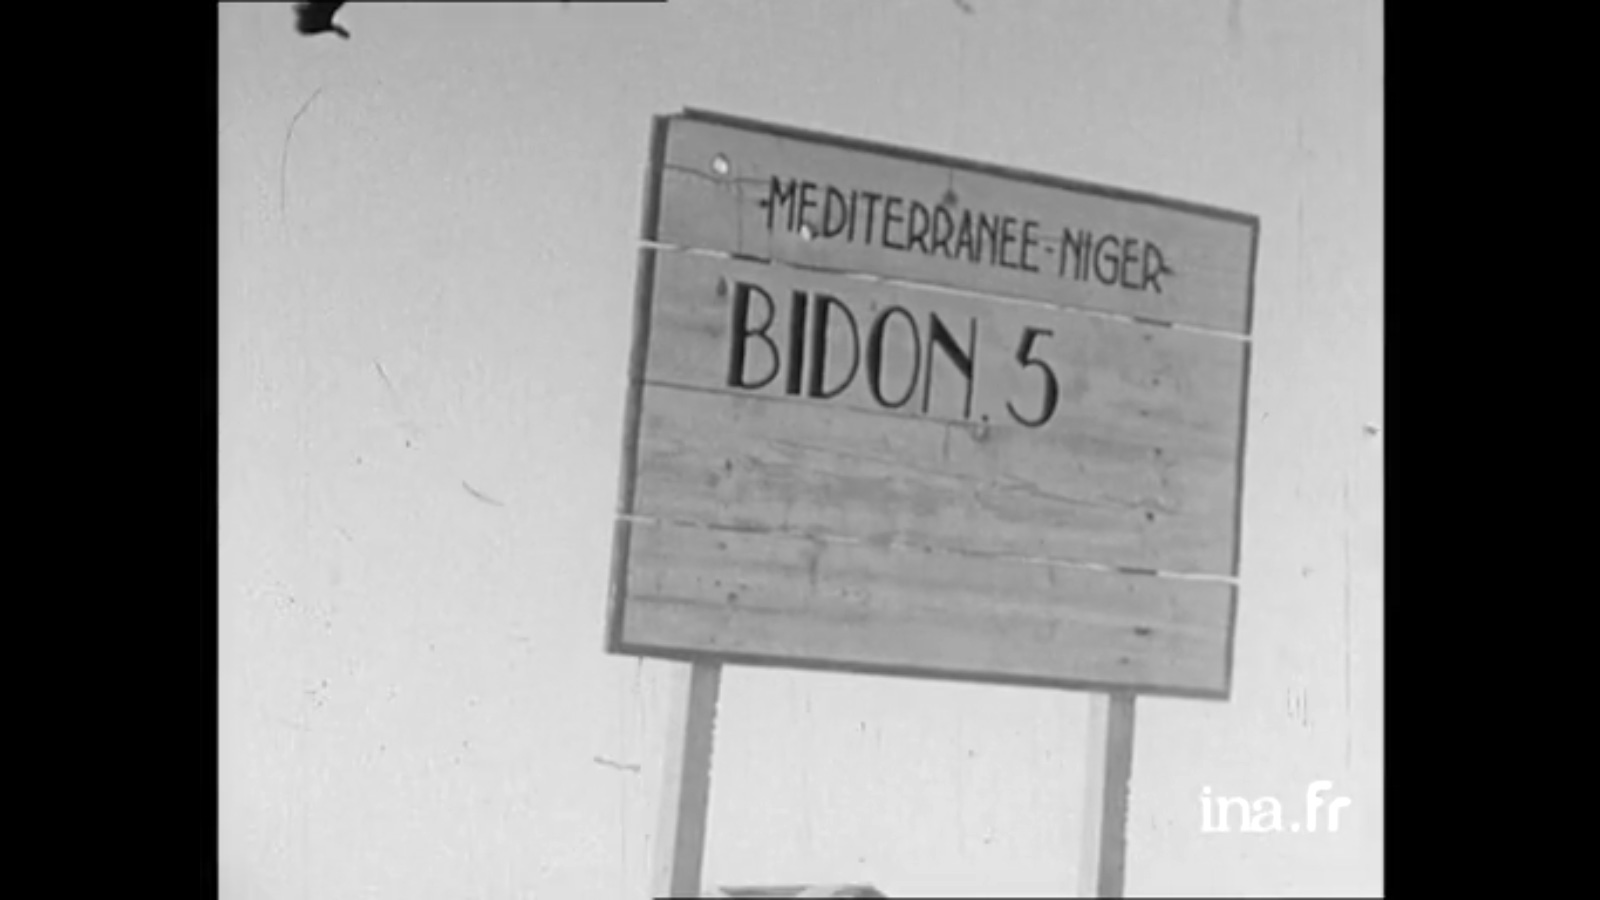 -MEDITERRANEE-NIGER-
BIDON. 5
ina.fr